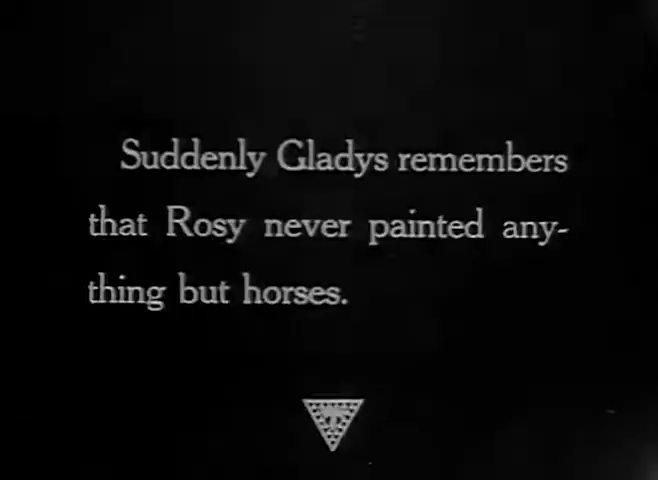 Suddenly Gladys remembers
that Rosy never painted any-
thing but horses.